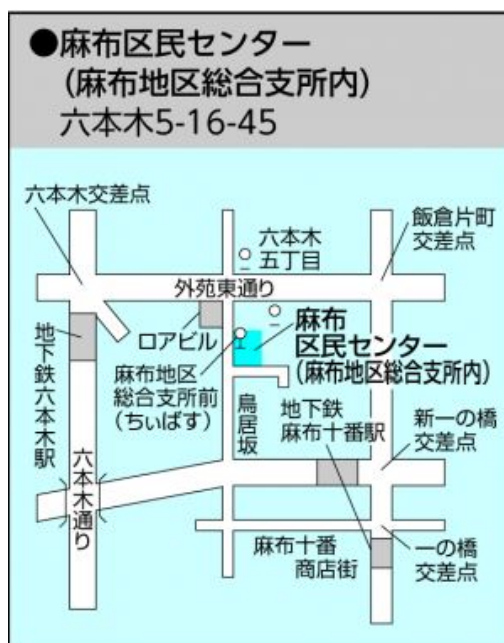 ●麻布区民センター
（麻布地区総合支所内）
六本木5-16-45
六本木交差点
飯倉片町
交差点
六本木
五丁目
外苑東通り
地下鉄六本木駅
ロアビル
麻布
区民センター
（麻布地区総合支所内）
麻布地区
総合支所前
（ちぃばす）
鳥居坂
地下鉄
麻布十番駅
新一の橋
交差点
六本木通り
麻布十番
商店街
一の橋
交差点